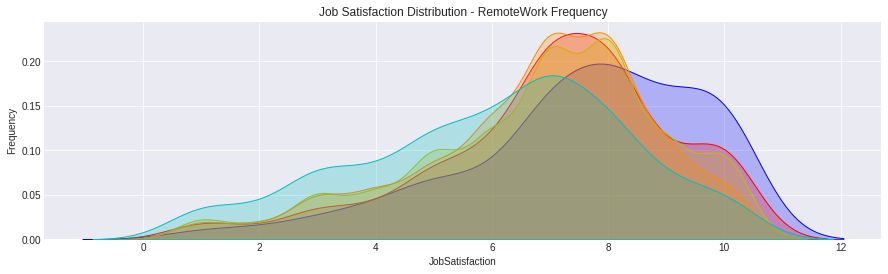 Job Satisfaction Distribution - RemoteWork Frequency
0.20
0.15
0.10
0.05
0.00
Frequency
0 2 4 6 8 10 12
JobSatisfaction